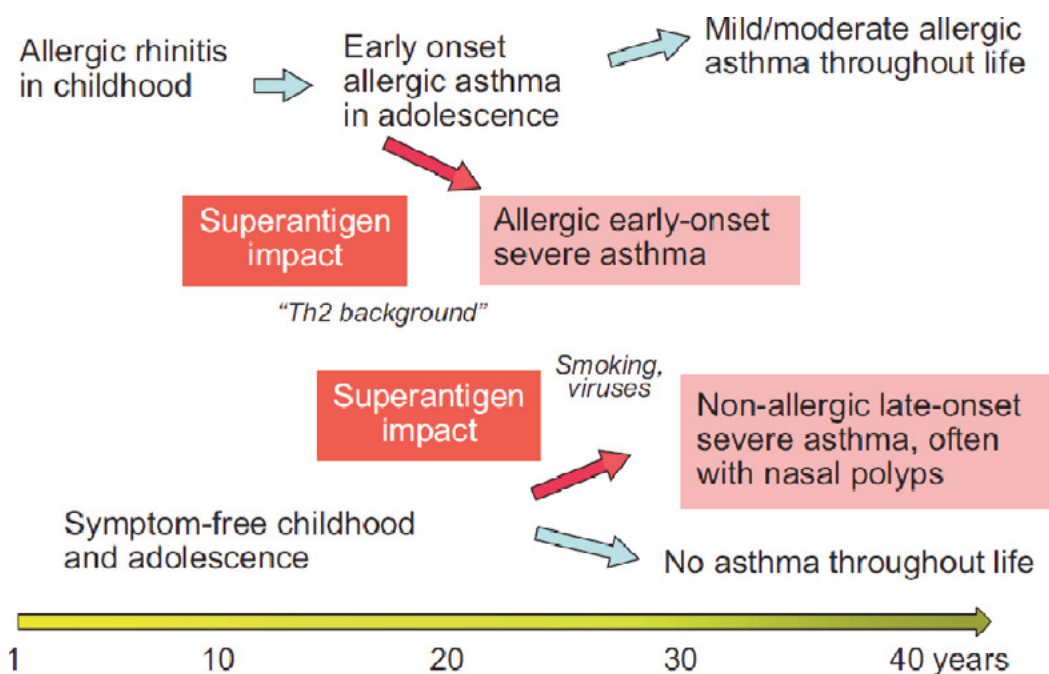 Allergic rhinitis
in childhood
Early onset
allergic asthma
in adolescence
Mild/moderate allergic
asthma throughout life
Superantigen
impact
Allergic early-onset
severe asthma
“Th2 background”
Smoking,
viruses
Superantigen
impact
Non-allergic late-onset
severe asthma, often
with nasal polyps
Symptom-free childhood
and adolescence
No asthma throughout life
1 10 20 30 40 years